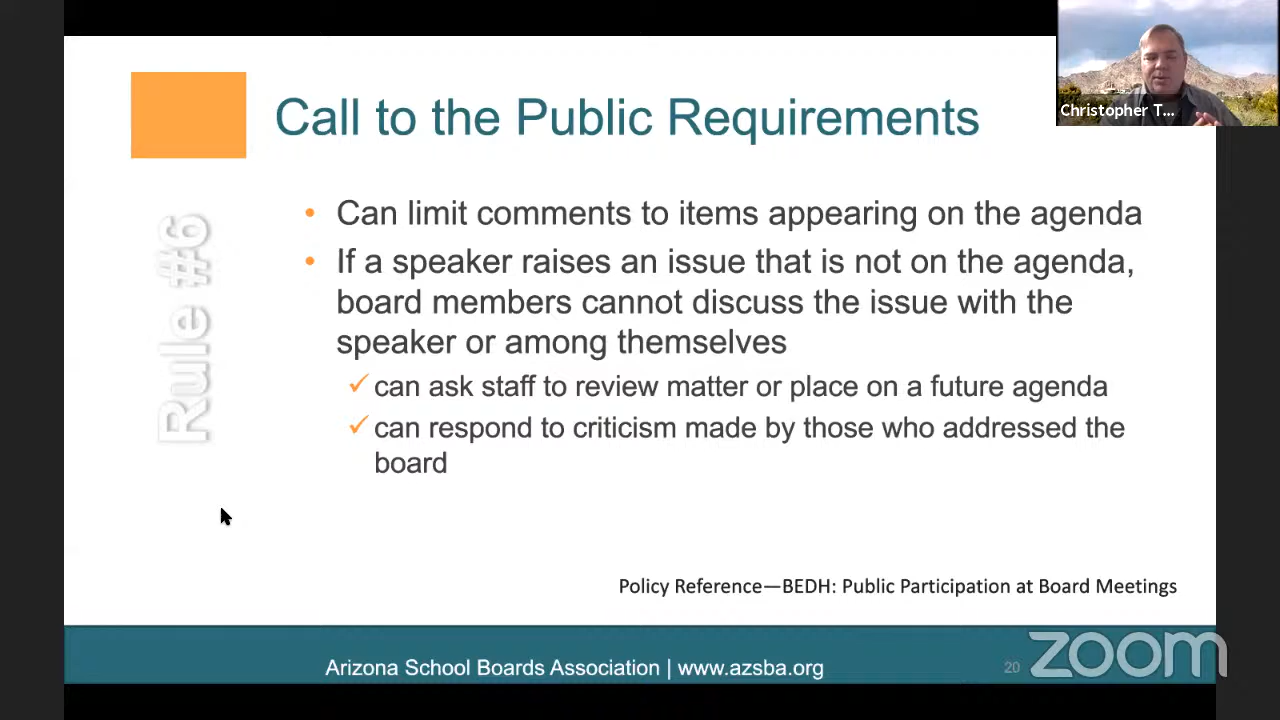 Call to the Public Requirements
Christopher T...
Rule #6
• Can limit comments to items appearing on the agenda
• If a speaker raises an issue that is not on the agenda,
board members cannot discuss the issue with the
speaker or among themselves
✓ can ask staff to review matter or place on a future agenda
✓ can respond to criticism made by those who addressed the
board
Policy Reference—BEDH: Public Participation at Board Meetings
Arizona School Boards Association | www.azsba.org
20
zoom